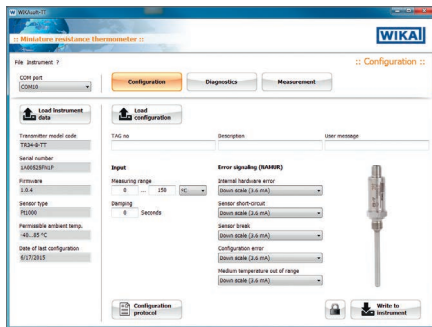 WIKAsoft-TT
:: Miniature resistance thermometer ::
WIKA
File Instrument ?
:: Configuration ::
COM port
COM10
Configuration
Diagnostics
Measurement
Load instrument data
Load configuration
Transmitter model code
TR34-B-TT
TAG no
Description
User message
Serial number
1A00825FN1P
Firmware
1.0.4
Sensor type
Pt1000
Permissible ambient temp.
-40...85 °C
Date of last configuration
6/17/2015
Input
Measuring range
0 ... 150 °C
Damping
0 Seconds
Error signaling (NAMUR)
Internal hardware error
Down scale (3.6 mA)
Sensor short-circuit
Down scale (3.6 mA)
Sensor break
Down scale (3.6 mA)
Configuration error
Down scale (3.6 mA)
Medium temperature out of range
Down scale (3.6 mA)
Configuration protocol
Write to instrument